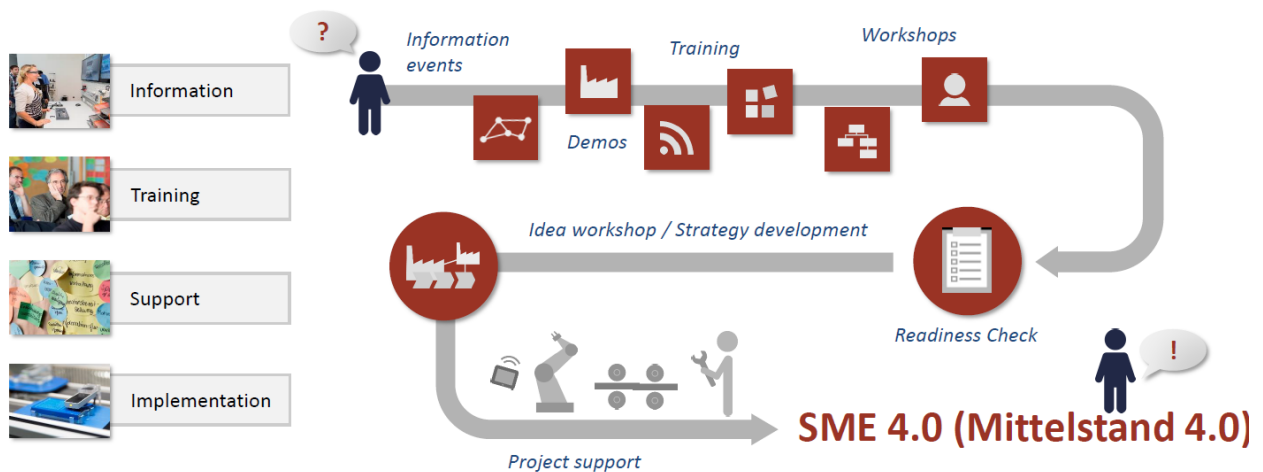 Information
Training
Support
Implementation
?
Information
events
Demos
Training
Workshops
Readiness Check
Idea workshop / Strategy development
Project support
!
SME 4.0 (Mittelstand 4.0)